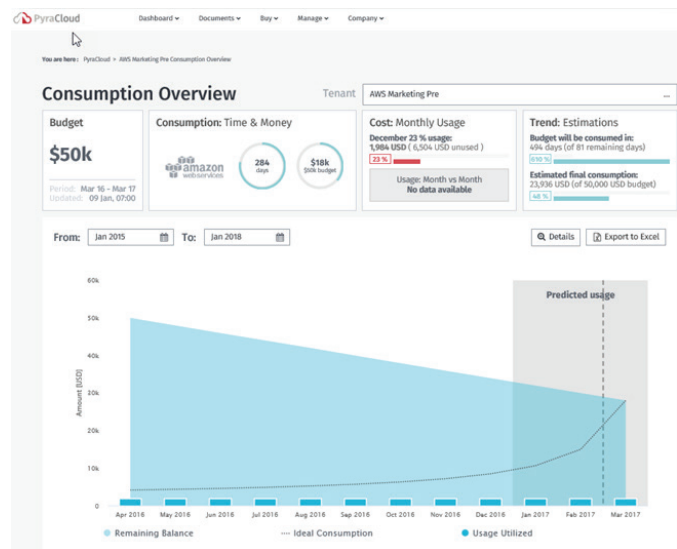 PyraCloud
Dashboard Documents Buy Manage Company
You are here: PyraCloud > AWS Marketing Pre Consumption Overview
Consumption Overview
Tenant AWS Marketing Pre ...
Budget
$50k
Period: Mar 16 - Mar 17
Updated: 09 Jan, 07:00
Consumption: Time & Money
amazon
webservices
284
days
$18k
$50k budget
Cost: Monthly Usage
December 23 % usage:
1,984 USD ( 6,504 USD unused )
23 %
Usage: Month vs Month
No data available
Trend: Estimations
Budget will be consumed in:
494 days (of 81 remaining days)
610 %
Estimated final consumption:
23,936 USD (of 50,000 USD budget)
48 %
From: Jan 2015 To: Jan 2018
Details Export to Excel
Predicted usage
Amount [USD]
60k
50k
40k
20k
20k
10k
0
Apr 2016 May 2016 Jun 2016 Jul 2016 Aug 2016 Sep 2016 Oct 2016 Nov 2016 Dec 2016 Jan 2017 Feb 2017 Mar 2017
Remaining Balance Ideal Consumption Usage Utilized